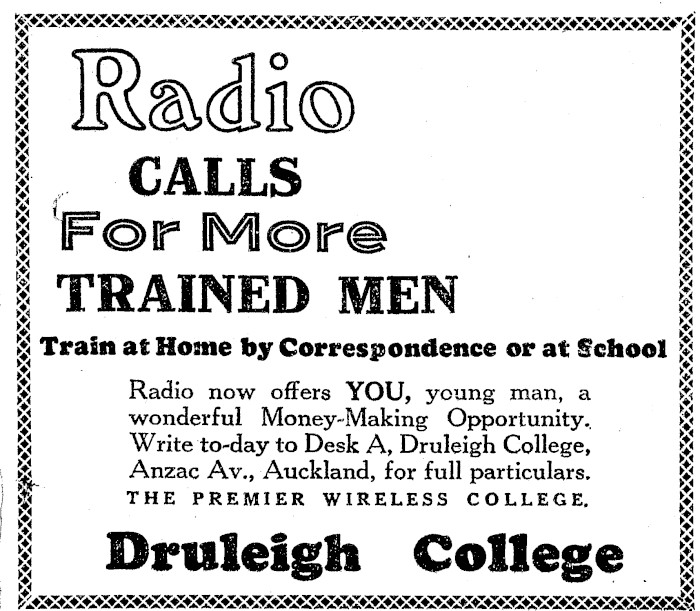 Radio
CALLS
For More
TRAINED MEN
Train at Home by Correspondence or at School
Radio now offers YOU, young man, a
wonderful Money-Making Opportunity.
Write to-day to Desk A, Druleigh College,
Anzac Av., Auckland, for full particulars.
THE PREMIER WIRELESS COLLEGE.
Druleigh College